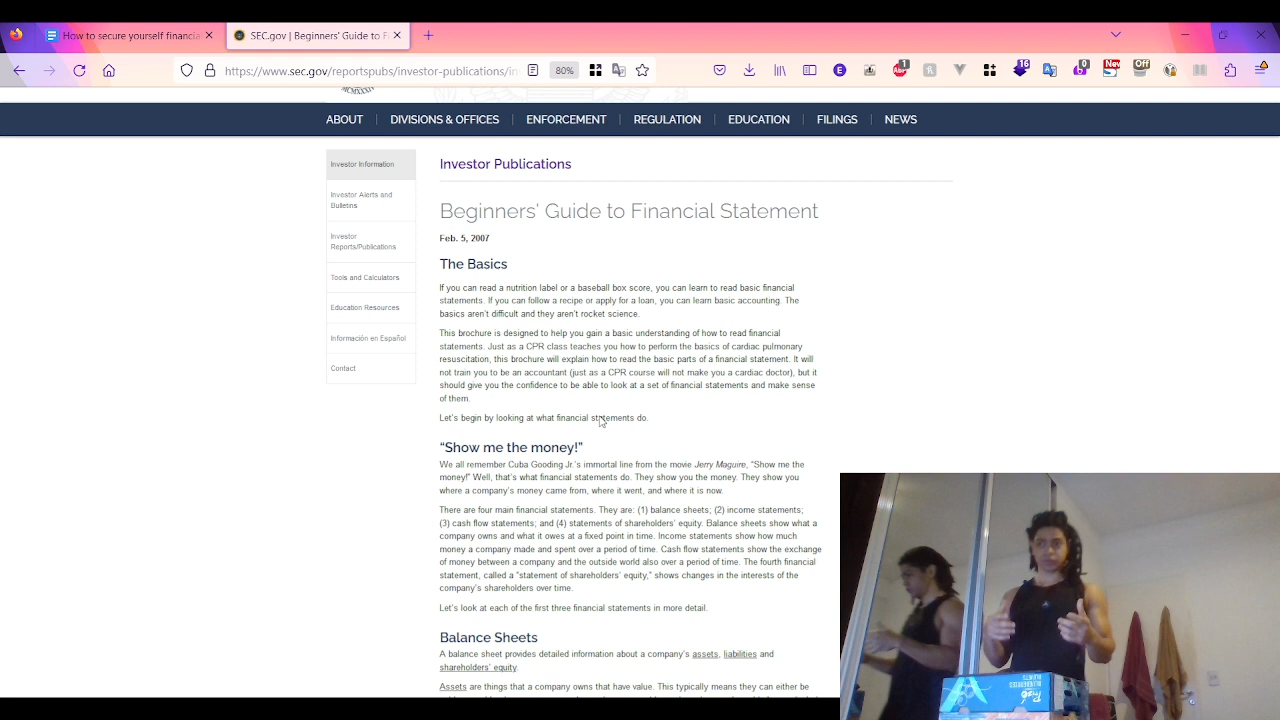 How to secure yourself financia
SEC.gov | Beginners' Guide to Fi
https://www.sec.gov/reportspubs/investor-publications/in
80%
1
16
0
New
Off
MCMXXXIV
ABOUT
DIVISIONS & OFFICES
ENFORCEMENT
REGULATION
EDUCATION
FILINGS
NEWS
Investor Information
Investor Alerts and
Bulletins
Investor
Reports/Publications
Tools and Calculators
Education Resources
Información en Español
Contact
Investor Publications
Beginners' Guide to Financial Statement
Feb. 5, 2007
The Basics
If you can read a nutrition label or a baseball box score, you can learn to read basic financial
statements. If you can follow a recipe or apply for a loan, you can learn basic accounting. The
basics aren't difficult and they aren't rocket science.
This brochure is designed to help you gain a basic understanding of how to read financial
statements. Just as a CPR class teaches you how to perform the basics of cardiac pulmonary
resuscitation, this brochure will explain how to read the basic parts of a financial statement. It will
not train you to be an accountant (just as a CPR course will not make you a cardiac doctor), but it
should give you the confidence to be able to look at a set of financial statements and make sense
of them.
Let's begin by looking at what financial statements do.
“Show me the money!”
We all remember Cuba Gooding Jr.'s immortal line from the movie Jerry Maguire, “Show me the
money!” Well, that's what financial statements do. They show you the money. They show you
where a company's money came from, where it went, and where it is now.
There are four main financial statements. They are: (1) balance sheets; (2) income statements;
(3) cash flow statements; and (4) statements of shareholders' equity. Balance sheets show what a
company owns and what it owes at a fixed point in time. Income statements show how much
money a company made and spent over a period of time. Cash flow statements show the exchange
of money between a company and the outside world also over a period of time. The fourth financial
statement, called a “statement of shareholders' equity,” shows changes in the interests of the
company's shareholders over time.
Let's look at each of the first three financial statements in more detail.
Balance Sheets
A balance sheet provides detailed information about a company's assets, liabilities and
shareholders' equity.
Assets are things that a company owns that have value. This typically means they can either be